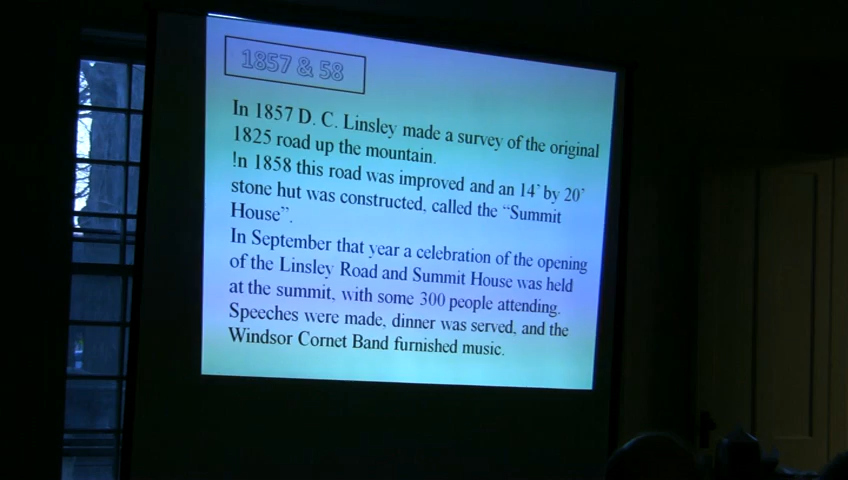 1857 & 58
In 1857 D. C. Linsley made a survey of the original
1825 road up the mountain.
!n 1858 this road was improved and an 14’ by 20’
stone hut was constructed, called the “Summit
House”.
In September that year a celebration of the opening
of the Linsley Road and Summit House was held
at the summit, with some 300 people attending.
Speeches were made, dinner was served, and the
Windsor Cornet Band furnished music.